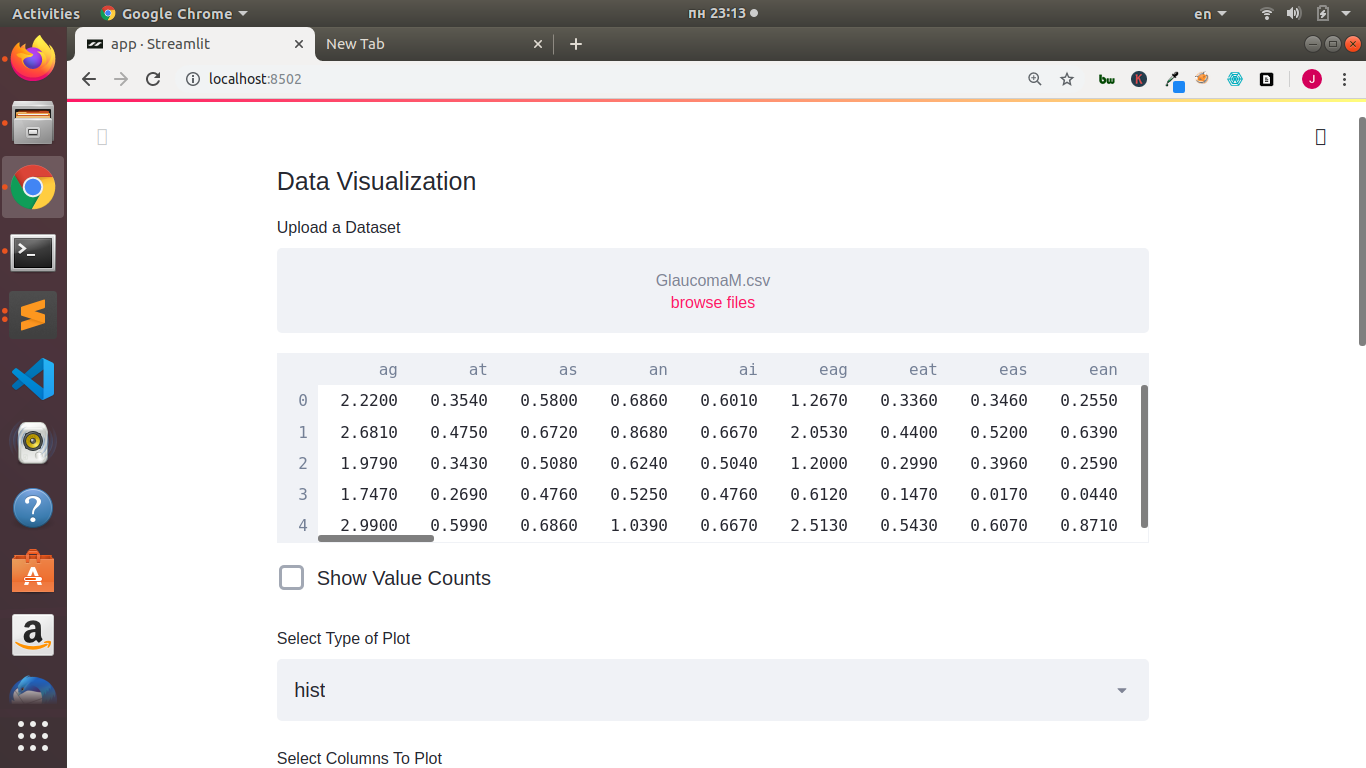 Activities Google Chrome пн 23:13 en
app · Streamlit New Tab
localhost:8502 bw K J
Data Visualization
Upload a Dataset
GlaucomaM.csv
browse files
ag at as an ai eag eat eas ean
0 2.2200 0.3540 0.5800 0.6860 0.6010 1.2670 0.3360 0.3460 0.2550
1 2.6810 0.4750 0.6720 0.8680 0.6670 2.0530 0.4400 0.5200 0.6390
2 1.9790 0.3430 0.5080 0.6240 0.5040 1.2000 0.2990 0.3960 0.2590
3 1.7470 0.2690 0.4760 0.5250 0.4760 0.6120 0.1470 0.0170 0.0440
4 2.9900 0.5990 0.6860 1.0390 0.6670 2.5130 0.5430 0.6070 0.8710
Show Value Counts
Select Type of Plot
hist
Select Columns To Plot